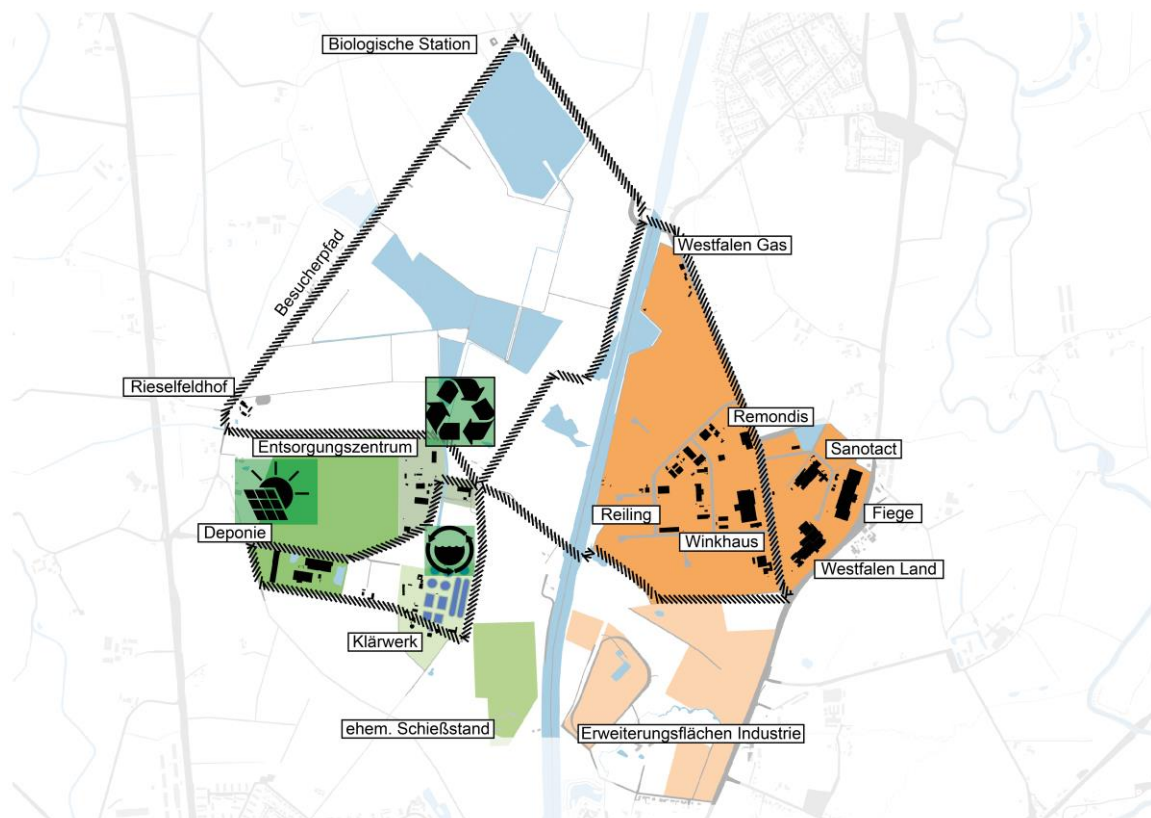 Biologische Station
Westfalen Gas
Besucherpfad
Rieselfeldhof
Remondis
Entsorgungszentrum
Sanotact
Reiling
Fiege
Deponie
Winkhaus
Westfalen Land
Klärwerk
ehem. Schießstand
Erweiterungsflächen Industrie